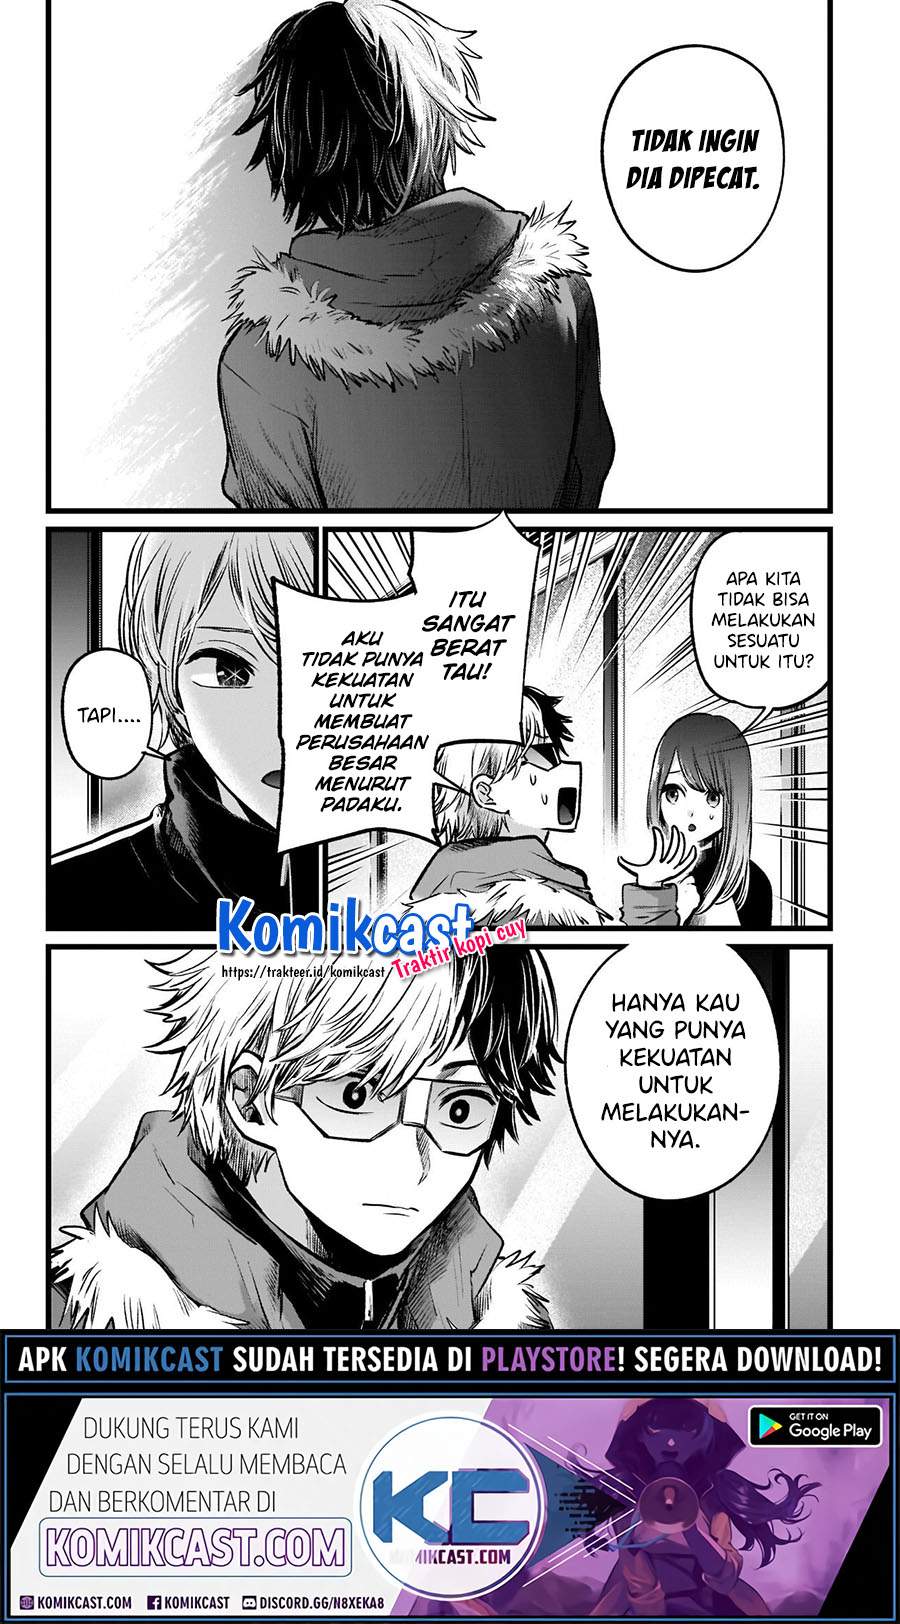 TIDAK INGIN
DIA DIPECAT.
APA KITA
TIDAK BISA
MELAKUKAN
SESUATU
UNTUK ITU?
ITU
SANGAT
BERAT
TAU!
AKU
TIDAK PUNYA
KEKUATAN
UNTUK
MEMBUAT
PERUSAHAAN
BESAR
MENURUT
PADAKU.
TAPI....
Komikcast
Traktir kopi cuy
https://trakteer.id/komikcast
HANYA KAU
YANG PUNYA
KEKUATAN
UNTUK
MELAKUKAN-
NYA.
APK KOMIKCAST SUDAH TERSEDIA DI PLAYSTORE! SEGERA DOWNLOAD!
DUKUNG TERUS KAMI
DENGAN SELALU MEMBACA
DAN BERKOMENTAR DI
KOMIKCAST.COM
KOMIKCAST.COM KOMIKCAST DISCORD.GG/N8XEKA8
KC
KOMIKCAST.COM
GET IT ON
Google Play